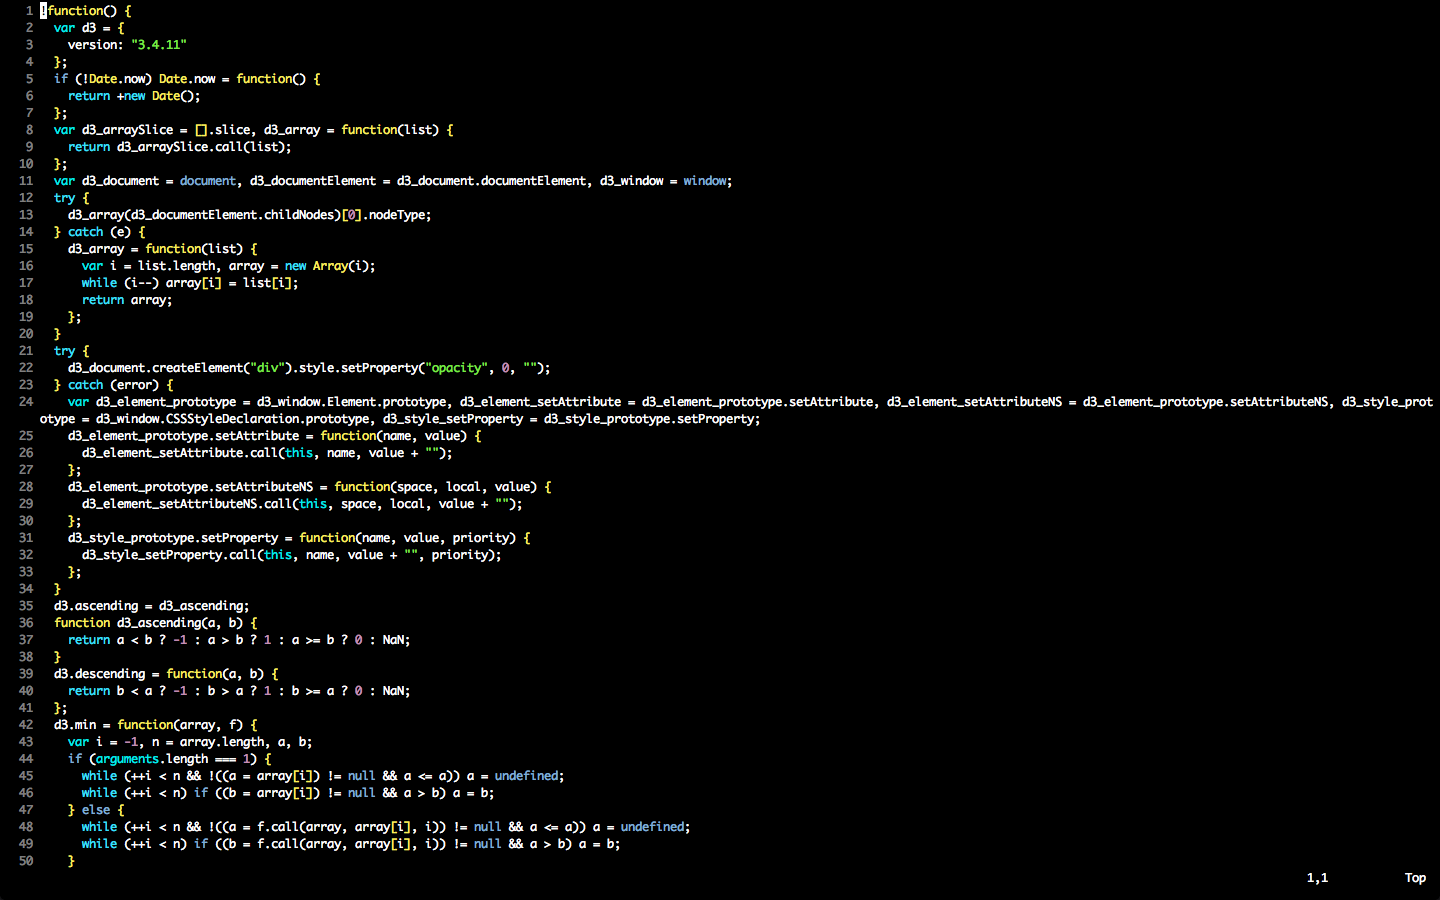 1 !function() {
2   var d3 = {
3     version: "3.4.11"
4   };
5   if (!Date.now) Date.now = function() {
6     return +new Date();
7   };
8   var d3_arraySlice = [].slice, d3_array = function(list) {
9     return d3_arraySlice.call(list);
10   };
11   var d3_document = document, d3_documentElement = d3_document.documentElement, d3_window = window;
12   try {
13     d3_array(d3_documentElement.childNodes)[0].nodeType;
14   } catch (e) {
15     d3_array = function(list) {
16       var i = list.length, array = new Array(i);
17       while (i--) array[i] = list[i];
18       return array;
19     };
20   }
21   try {
22     d3_document.createElement("div").style.setProperty("opacity", 0, "");
23   } catch (error) {
24     var d3_element_prototype = d3_window.Element.prototype, d3_element_setAttribute = d3_element_prototype.setAttribute, d3_element_setAttributeNS = d3_element_prototype.setAttributeNS, d3_style_prot
otype = d3_window.CSSStyleDeclaration.prototype, d3_style_setProperty = d3_style_prototype.setProperty;
25     d3_element_prototype.setAttribute = function(name, value) {
26       d3_element_setAttribute.call(this, name, value + "");
27     };
28     d3_element_prototype.setAttributeNS = function(space, local, value) {
29       d3_element_setAttributeNS.call(this, space, local, value + "");
30     };
31     d3_style_prototype.setProperty = function(name, value, priority) {
32       d3_style_setProperty.call(this, name, value + "", priority);
33     };
34   }
35   d3.ascending = d3_ascending;
36   function d3_ascending(a, b) {
37     return a < b ? -1 : a > b ? 1 : a >= b ? 0 : NaN;
38   }
39   d3.descending = function(a, b) {
40     return b < a ? -1 : b > a ? 1 : b >= a ? 0 : NaN;
41   };
42   d3.min = function(array, f) {
43     var i = -1, n = array.length, a, b;
44     if (arguments.length === 1) {
45       while (++i < n && !((a = array[i]) != null && a <= a)) a = undefined;
46       while (++i < n) if ((b = array[i]) != null && a > b) a = b;
47     } else {
48       while (++i < n && !((a = f.call(array, array[i], i)) != null && a <= a)) a = undefined;
49       while (++i < n) if ((b = f.call(array, array[i], i)) != null && a > b) a = b;
50     }
1,1 Top